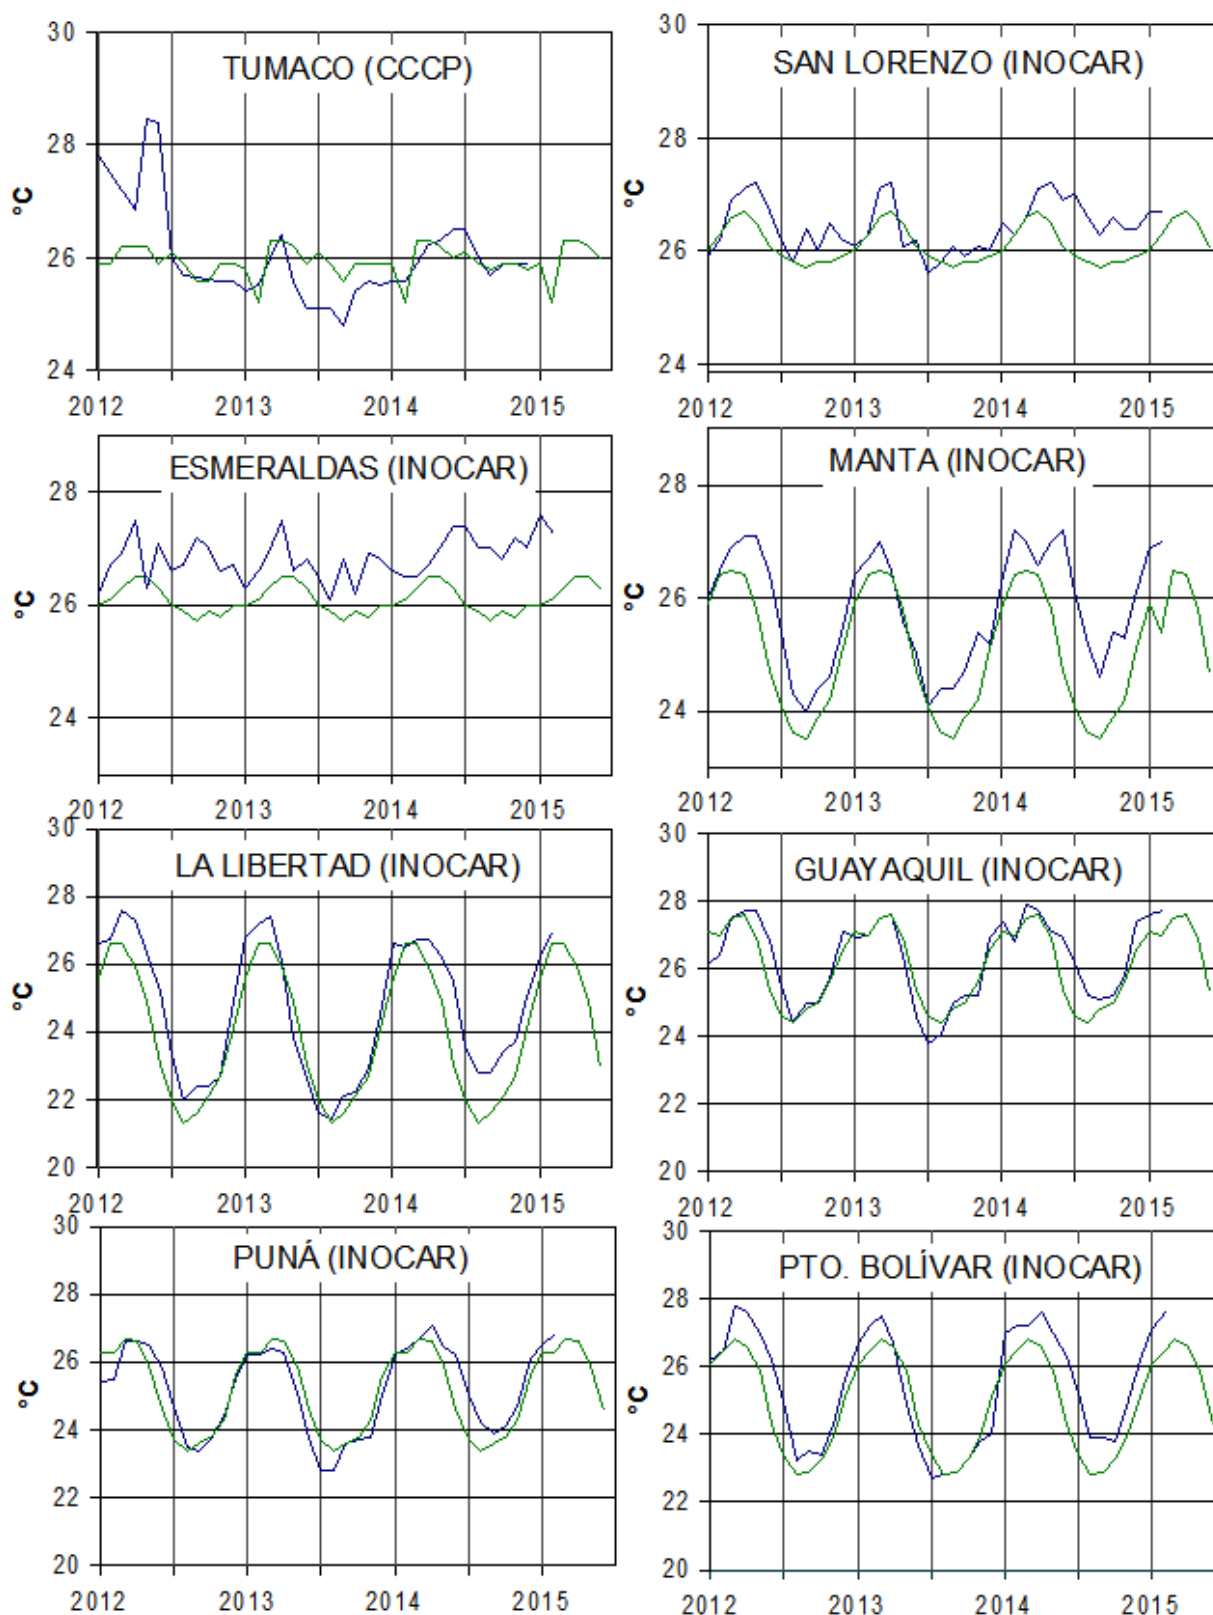 30
TUMACO (CCCP)
28
°C
26
24
2012 2013 2014 2015
30
SAN LORENZO (INOCAR)
28
°C
26
24
2012 2013 2014 2015
ESMERALDAS (INOCAR)
28
°C
26
24
2012 2013 2014 2015
MANTA (INOCAR)
28
°C
26
24
2012 2013 2014 2015
30
LA LIBERTAD (INOCAR)
28
26
°C
24
22
20
2012 2013 2014 2015
30
GUAYAQUIL (INOCAR)
28
26
°C
24
22
20
2012 2013 2014 2015
30
PUNÁ (INOCAR)
28
26
°C
24
22
20
2012 2013 2014 2015
30
PTO. BOLÍVAR (INOCAR)
28
26
°C
24
22
20
2012 2013 2014 2015